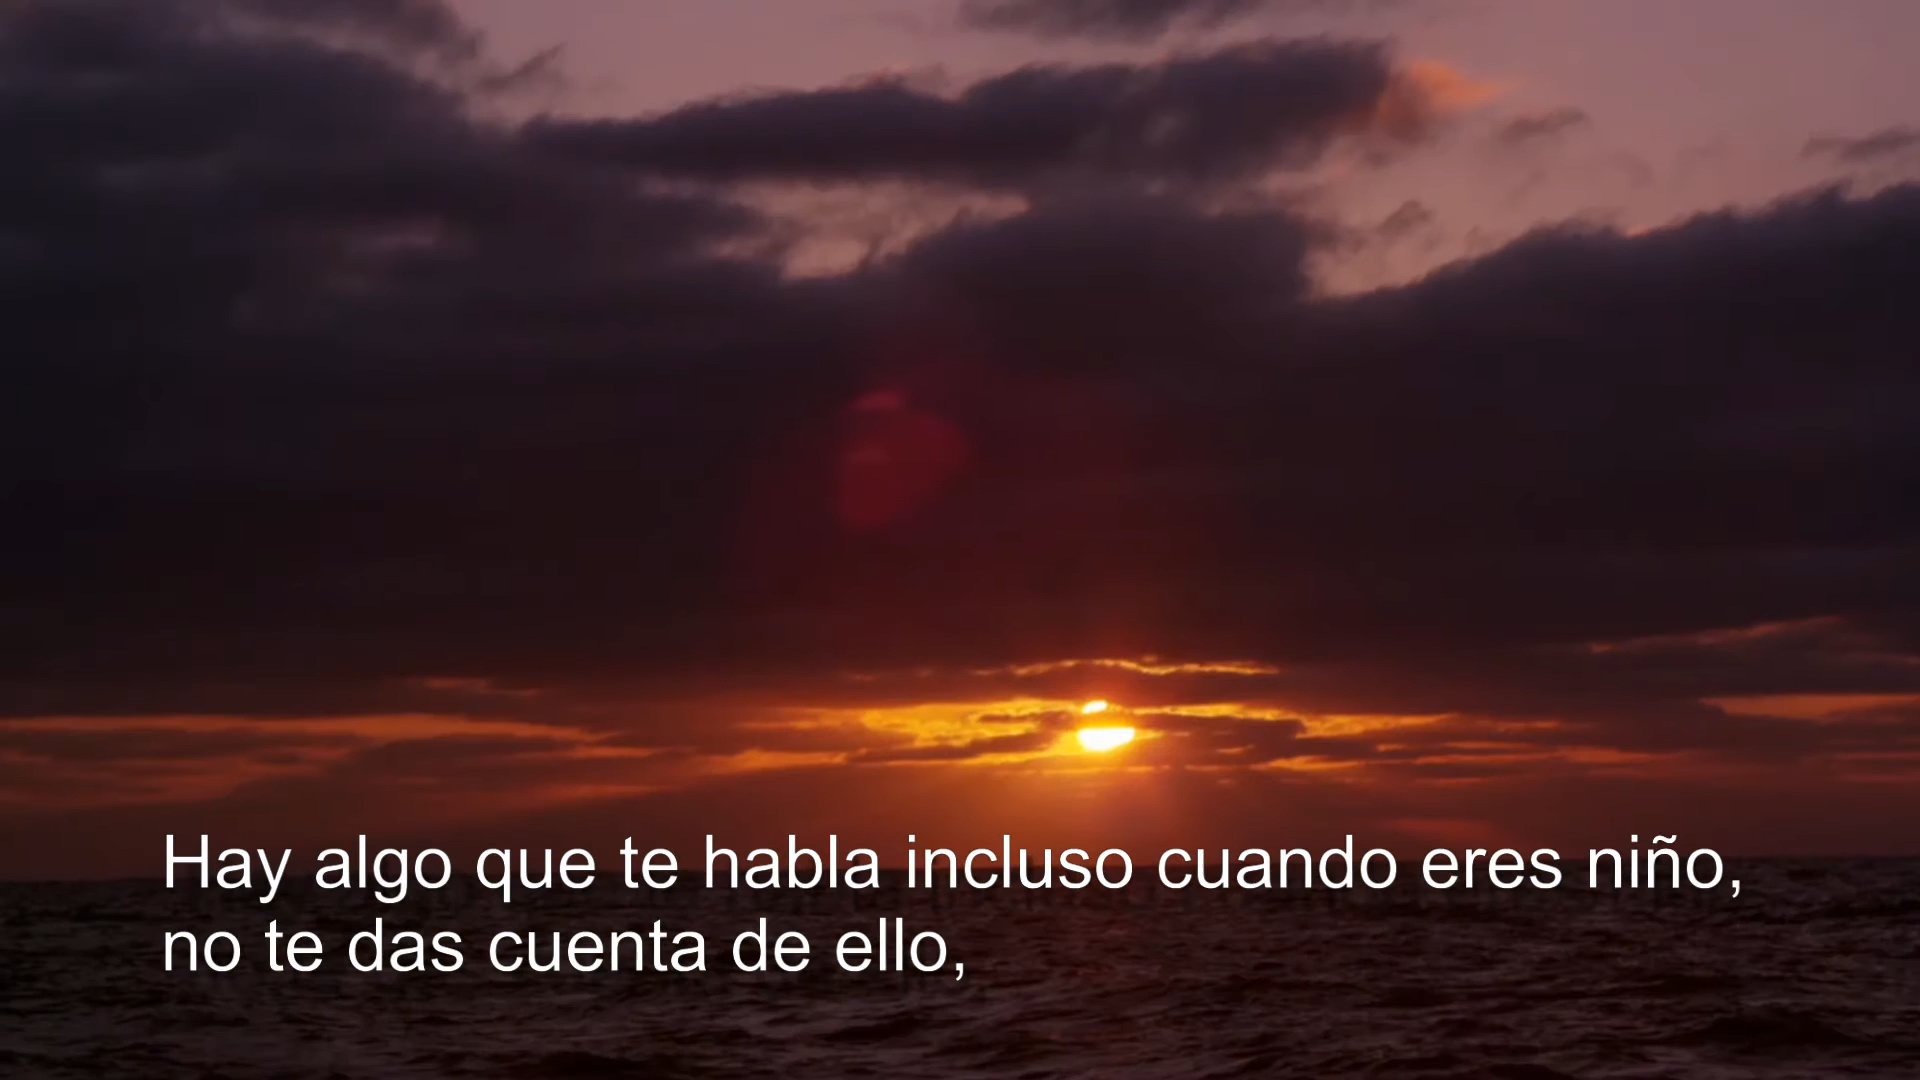 Hay algo que te habla incluso cuando eres niño,
no te das cuenta de ello,